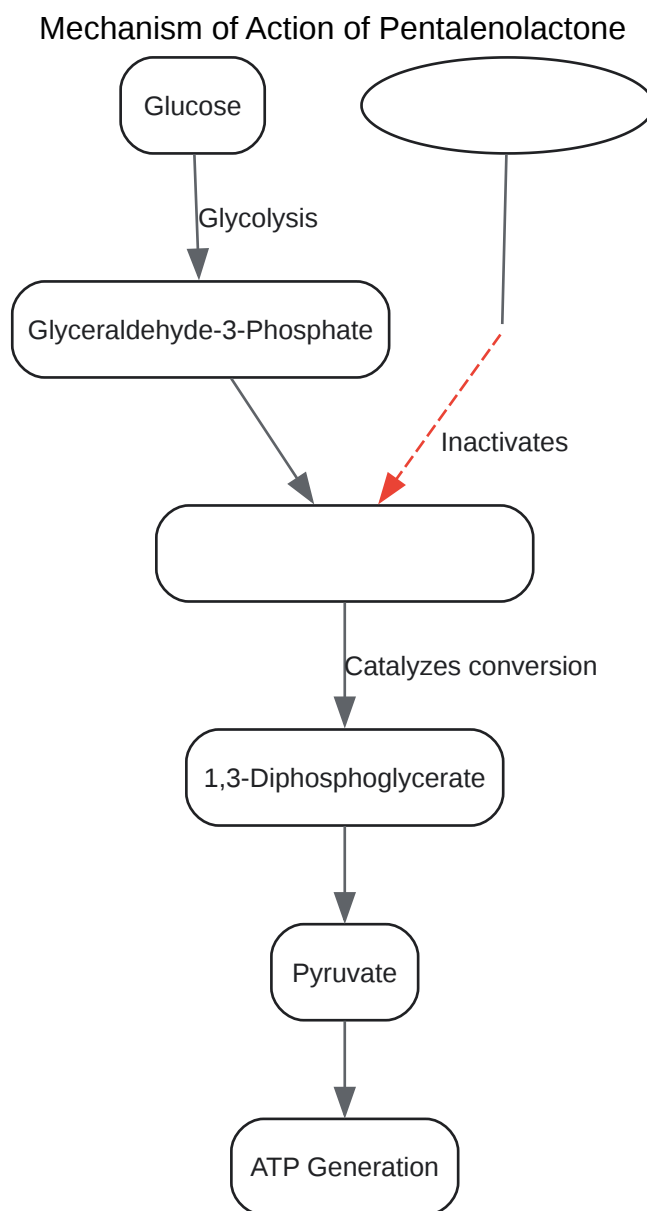 Mechanism of Action of Pentalenolactone
Glucose
Glycolysis
Glyceraldehyde-3-Phosphate
Inactivates
Catalyzes conversion
1,3-Diphosphoglycerate
Pyruvate
ATP Generation